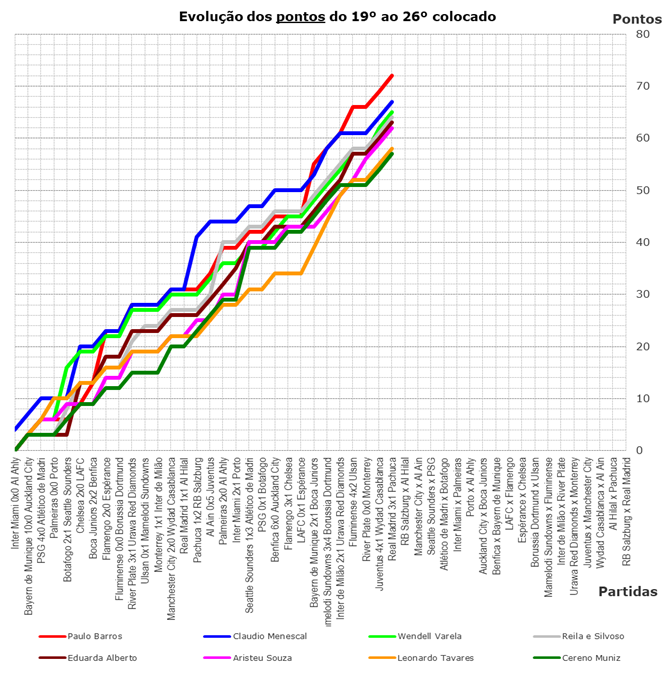 Evolução dos pontos do 19º ao 26º colocado
Pontos
80
70
60
50
40
30
20
10
0
Inter Miami 0x0 Al Ahly
Bayern de Munique 10x0 Auckland City
PSG 4x0 Atlético de Madri
Palmeiras 0x0 Porto
Botafogo 2x1 Seattle Sounders
Chelsea 2x0 LAFC
Boca Juniors 2x2 Benfica
Flamengo 2x0 Espérance
Fluminense 0x0 Borussia Dortmund
River Plate 3x1 Urawa Red Diamonds
Ulsan 0x1 Mamelodi Sundowns
Monterrey 1x1 Inter de Milão
Manchester City 2x0 Wydad Casablanca
Real Madrid 1x1 Al Hilal
Pachuca 1x2 RB Salzburg
Al Ain 0x5 Juventus
Palmeiras 2x0 Al Ahly
Inter Miami 2x1 Porto
Seattle Sounders 1x3 Atlético de Madri
PSG 0x1 Botafogo
Benfica 6x0 Auckland City
Flamengo 3x1 Chelsea
LAFC 0x1 Espérance
Bayern de Munique 2x1 Boca Juniors
amelodi Sundowns 3x4 Borussia Dortmund
Inter de Milão 2x1 Urawa Red Diamonds
Fluminense 4x2 Ulsan
River Plate 0x0 Monterrey
Juventus 4x1 Wydad Casablanca
Real Madrid 3x1 Pachuca
RB Salzburg x Al Hilal
Manchester City x Al Ain
Seattle Sounders x PSG
Atlético de Madri x Botafogo
Inter Miami x Palmeiras
Porto x Al Ahly
Auckland City x Boca Juniors
Benfica x Bayern de Munique
LAFC x Flamengo
Espérance x Chelsea
Borussia Dortmund x Ulsan
Mamelodi Sundowns x Fluminense
Inter de Milão x River Plate
Urawa Red Diamonds x Monterrey
Juventus x Manchester City
Wydad Casablanca x Al Ain
Al Hilal x Pachuca
RB Salzburg x Real Madrid
Partidas
Paulo Barros
Claudio Menescal
Wendell Varela
Reila e Silvoso
Eduarda Alberto
Aristeu Souza
Leonardo Tavares
Cereno Muniz